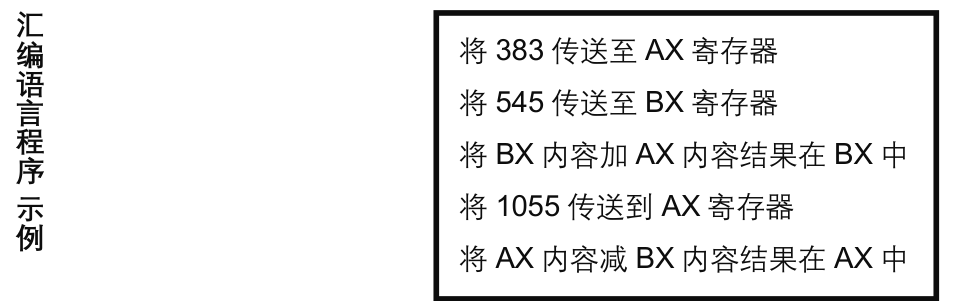 汇编语言程序示例
将 383 传送至 AX 寄存器
将 545 传送至 BX 寄存器
将 BX 内容加 AX 内容结果在 BX 中
将 1055 传送到 AX 寄存器
将 AX 内容减 BX 内容结果在 AX 中